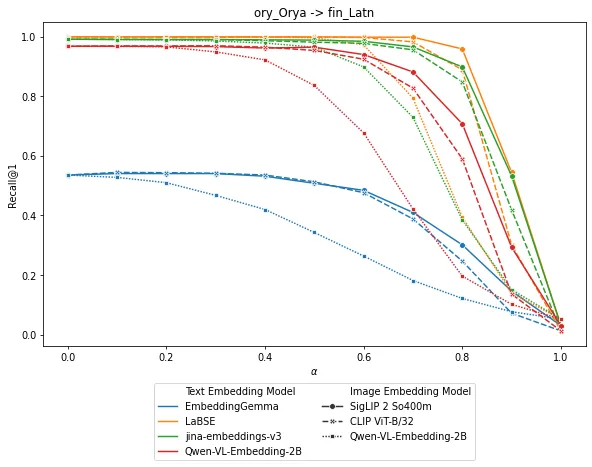 ory_Orya -> fin_Latn
Recall@1
1.0
0.8
0.6
0.4
0.2
0.0
0.0 0.2 0.4 0.6 0.8 1.0
α
Text Embedding Model Image Embedding Model
EmbeddingGemma SigLIP 2 So400m
LaBSE CLIP ViT-B/32
jina-embeddings-v3 Qwen-VL-Embedding-2B
Qwen-VL-Embedding-2B